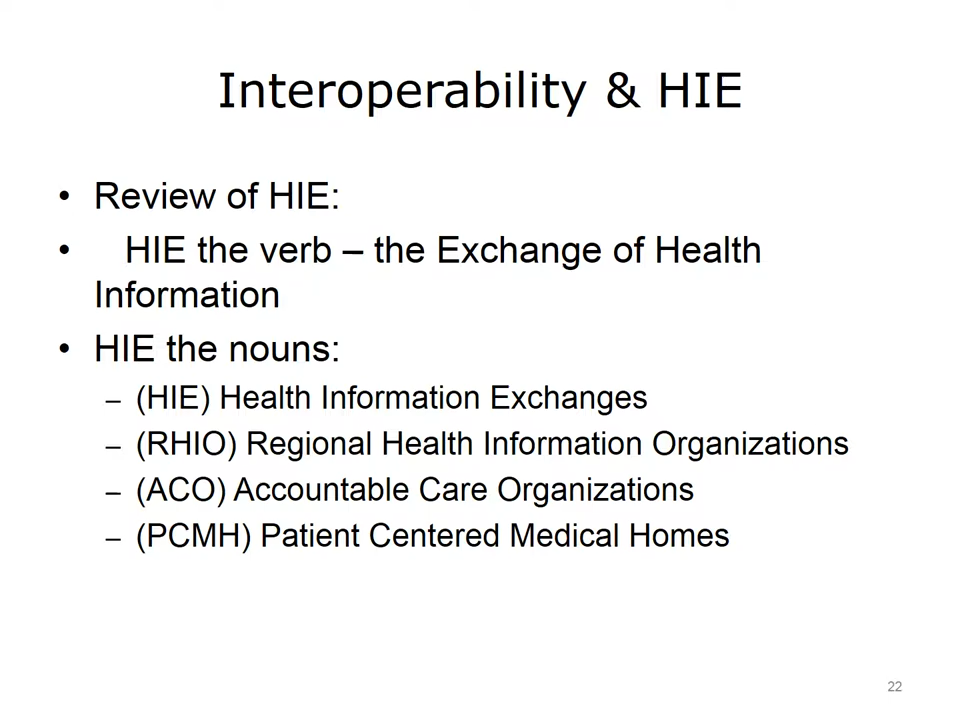 Interoperability & HIE
• Review of HIE:
• HIE the verb – the Exchange of Health
Information
• HIE the nouns:
– (HIE) Health Information Exchanges
– (RHIO) Regional Health Information Organizations
– (ACO) Accountable Care Organizations
– (PCMH) Patient Centered Medical Homes
22